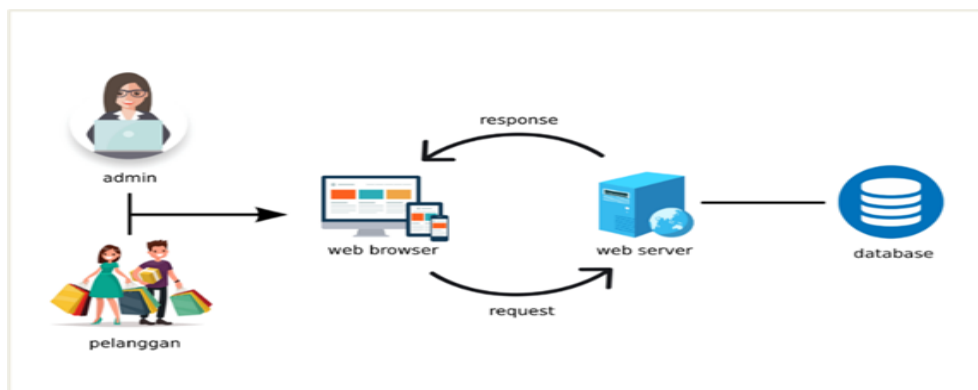 admin
pelanggan
response
web browser
web server
request
database